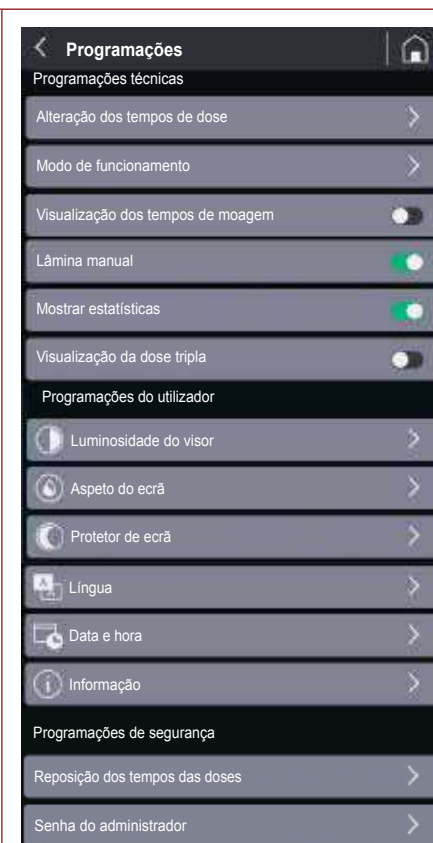 Programações
Programações técnicas
Alteração dos tempos de dose
Modo de funcionamento
Visualização dos tempos de moagem
Lâmina manual
Mostrar estatísticas
Visualização da dose tripla
Programações do utilizador
Luminosidade do visor
Aspeto do ecrã
Protetor de ecrã
Língua
Data e hora
Informação
Programações de segurança
Reposição dos tempos das doses
Senha do administrador